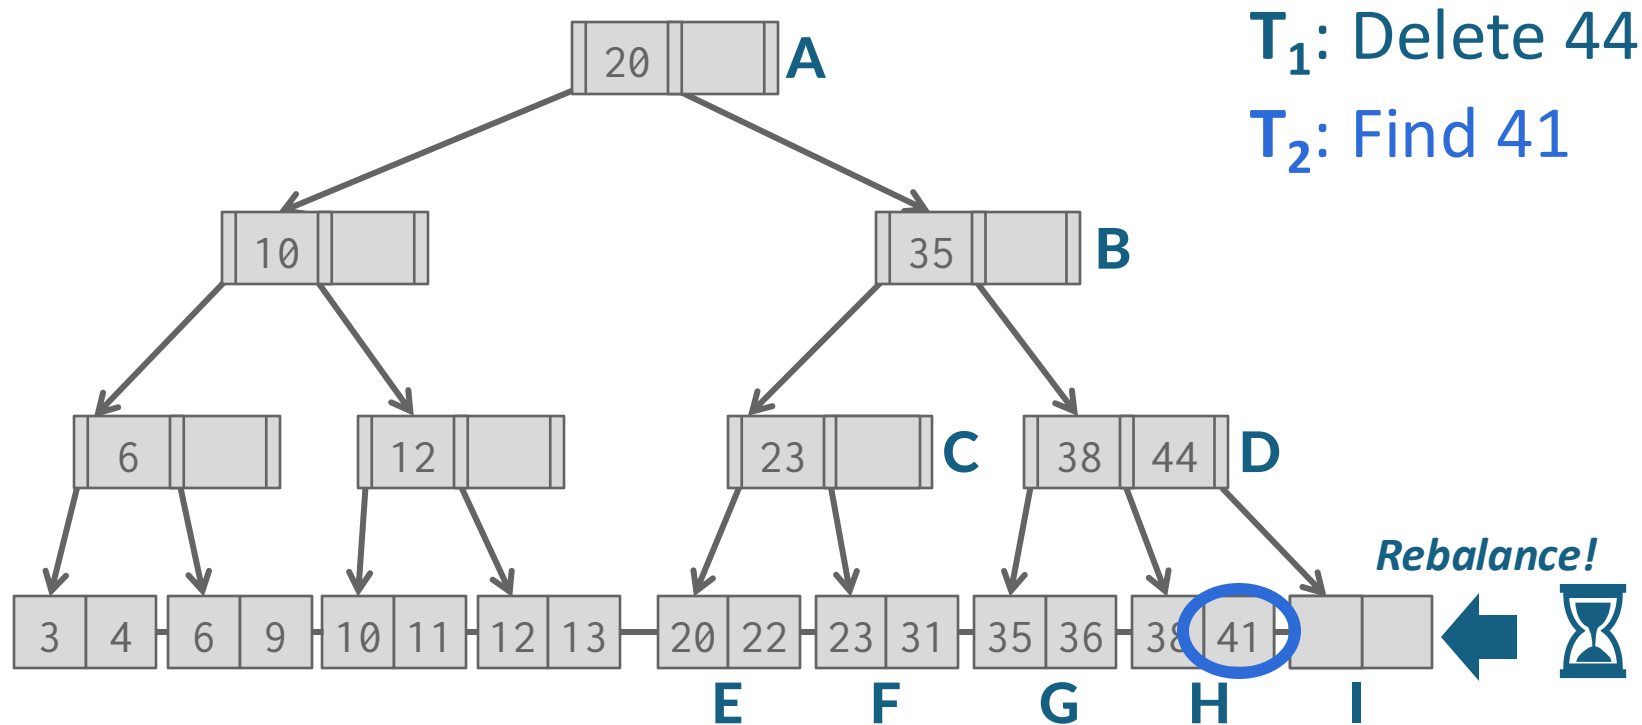 T1: Delete 44
20 A
T2: Find 41
10
35 B
6
12
23 C
38 44 D
Rebalance!
3 4 6 9 10 11 12 13 20 22 23 31 35 36 38 41
E F G H I